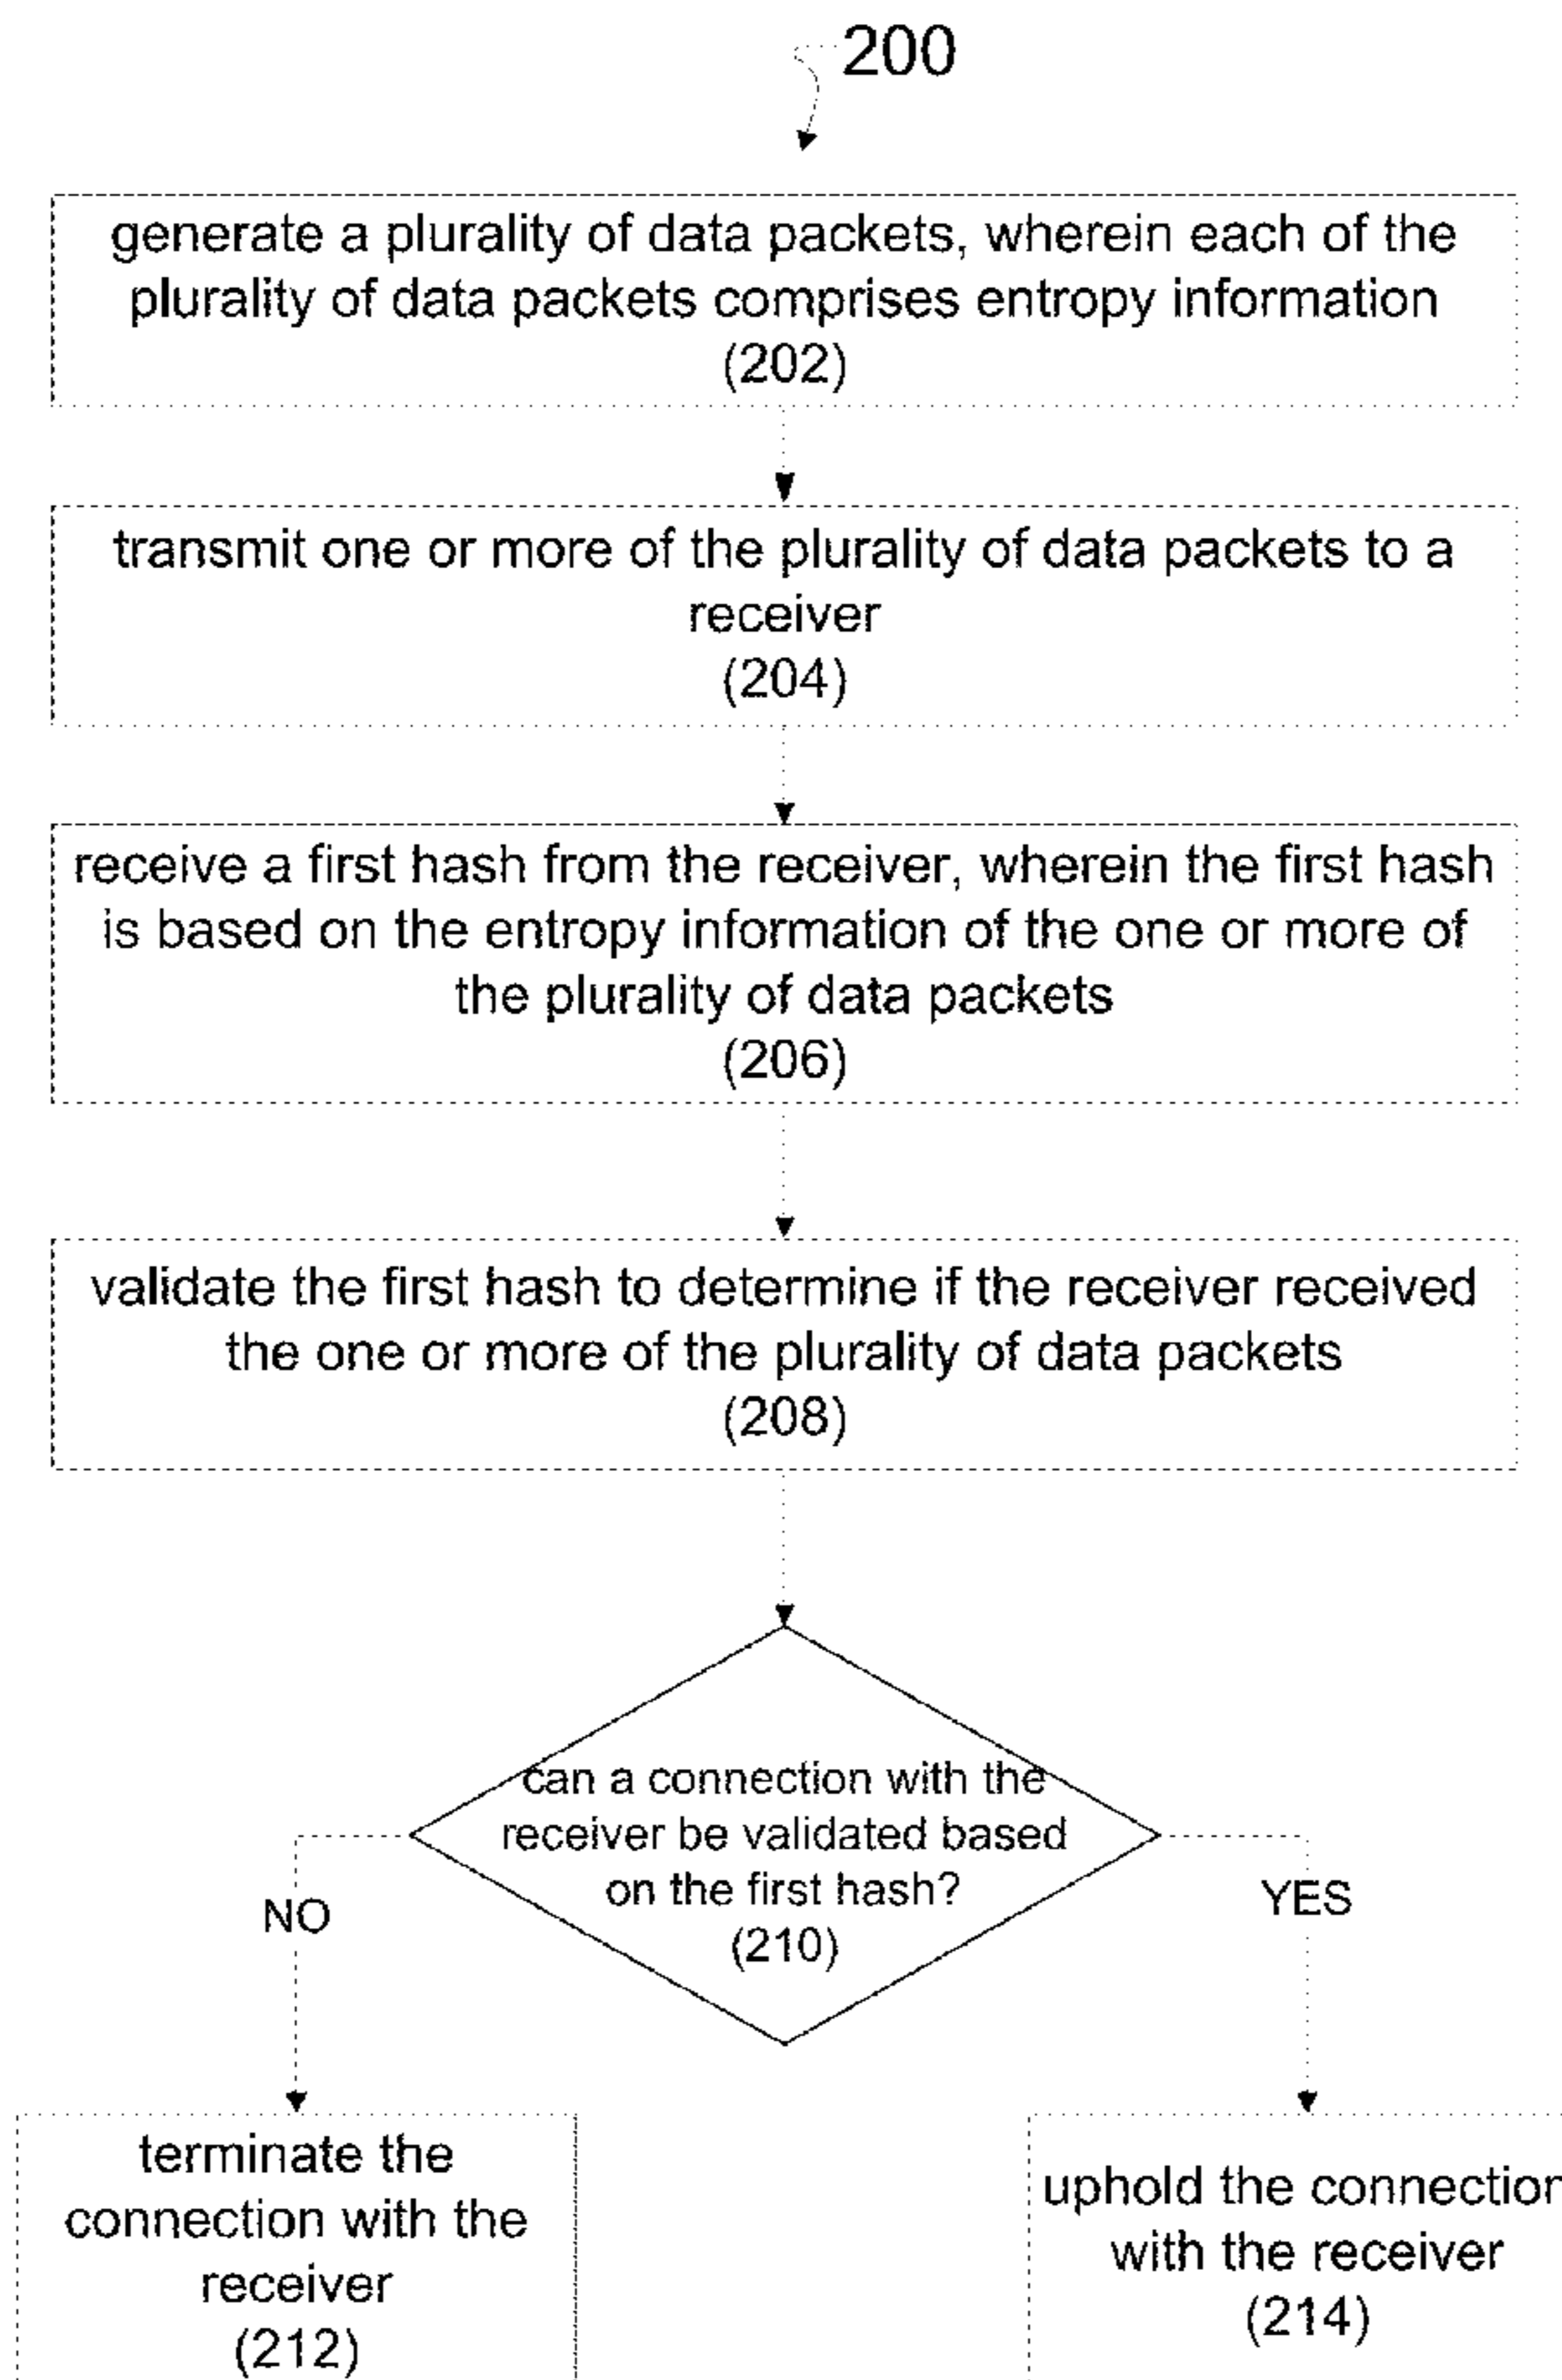 200
generate a plurality of data packets, wherein each of the
plurality of data packets comprises entropy information
(202)
transmit one or more of the plurality of data packets to a
receiver
(204)
receive a first hash from the receiver, wherein the first hash
is based on the entropy information of the one or more of
the plurality of data packets
(206)
validate the first hash to determine if the receiver received
the one or more of the plurality of data packets
(208)
can a connection with the
receiver be validated based
on the first hash?
(210)
NO
YES
terminate the
connection with the
receiver
(212)
uphold the connection
with the receiver
(214)